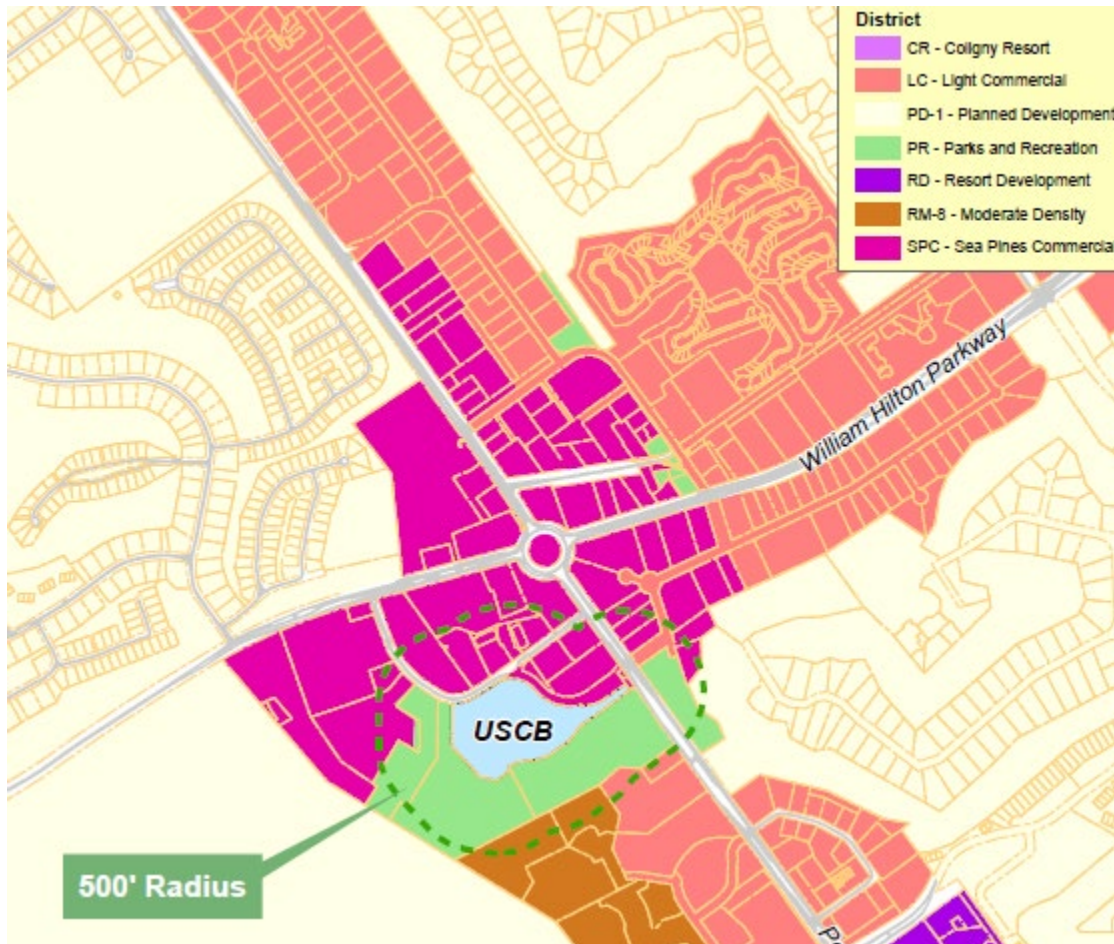 District
CR - Coligny Resort
LC - Light Commercial
PD-1 - Planned Development
PR - Parks and Recreation
RD - Resort Development
RM-8 - Moderate Density
SPC - Sea Pines Commercial
William Hilton Parkway
USCB
500' Radius